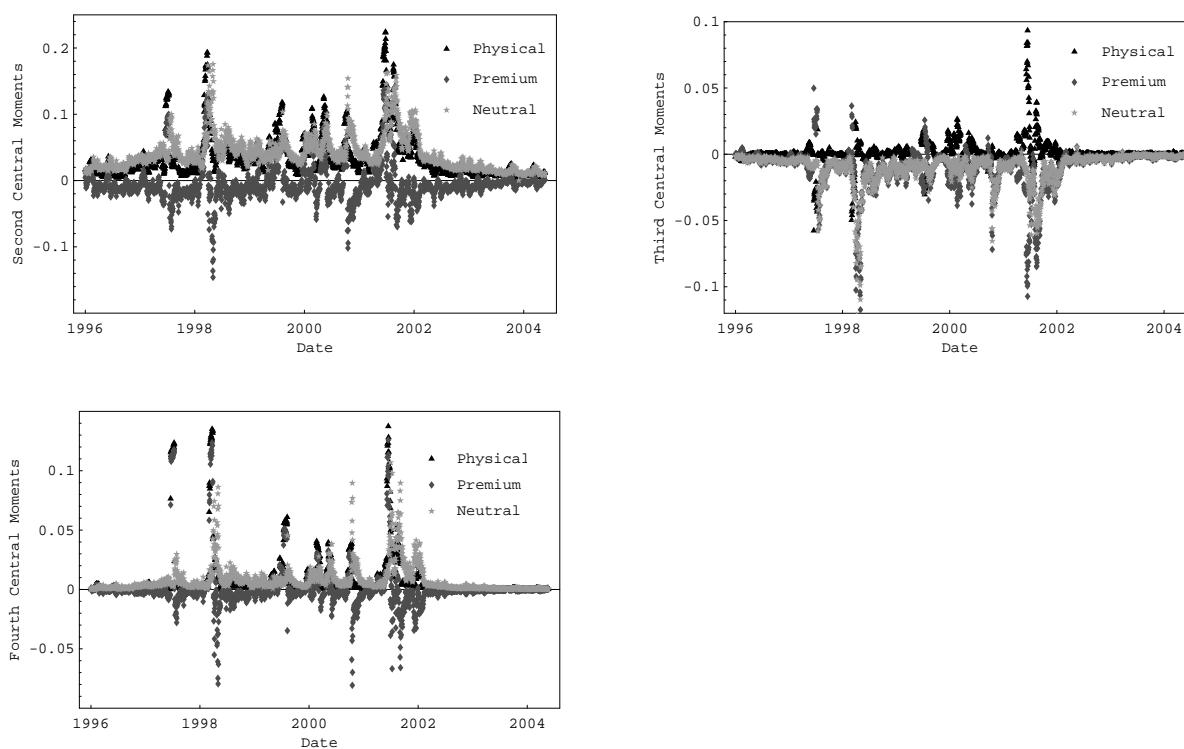 Second Central Moments
0.2
0.1
0
-0.1
Physical
Premium
Neutral
1996 1998 2000 2002 2004
Date
Third Central Moments
0.1
0.05
0
-0.05
-0.1
Physical
Premium
Neutral
1996 1998 2000 2002 2004
Date
Fourth Central Moments
0.1
0.05
0
-0.05
Physical
Premium
Neutral
1996 1998 2000 2002 2004
Date